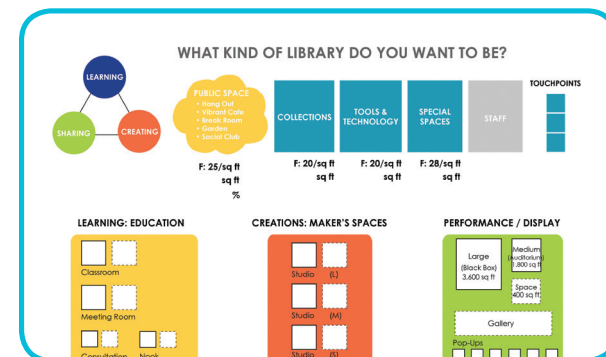 WHAT KIND OF LIBRARY DO YOU WANT TO BE?
LEARNING
SHARING
CREATING
PUBLIC SPACE
• Hang Out
• Vibrant Cafe
• Break Room
• Garden
• Social Club
COLLECTIONS
TOOLS &
TECHNOLOGY
SPECIAL
SPACES
STAFF
TOUCHPOINTS
F: 25/sq ft
sq ft
%
F: 20/sq ft
sq ft
F: 20/sq ft
sq ft
F: 28/sq ft
sq ft
LEARNING: EDUCATION
Classroom
Meeting Room
Consultation
Nook
CREATIONS: MAKER'S SPACES
Studio (L)
Studio (M)
Studio (S)
PERFORMANCE / DISPLAY
Large
(Black Box)
3.600 sq ft
Medium
(Auditorium)
1.800 sq ft
Space
400 sq ft
Gallery
Pop-Ups